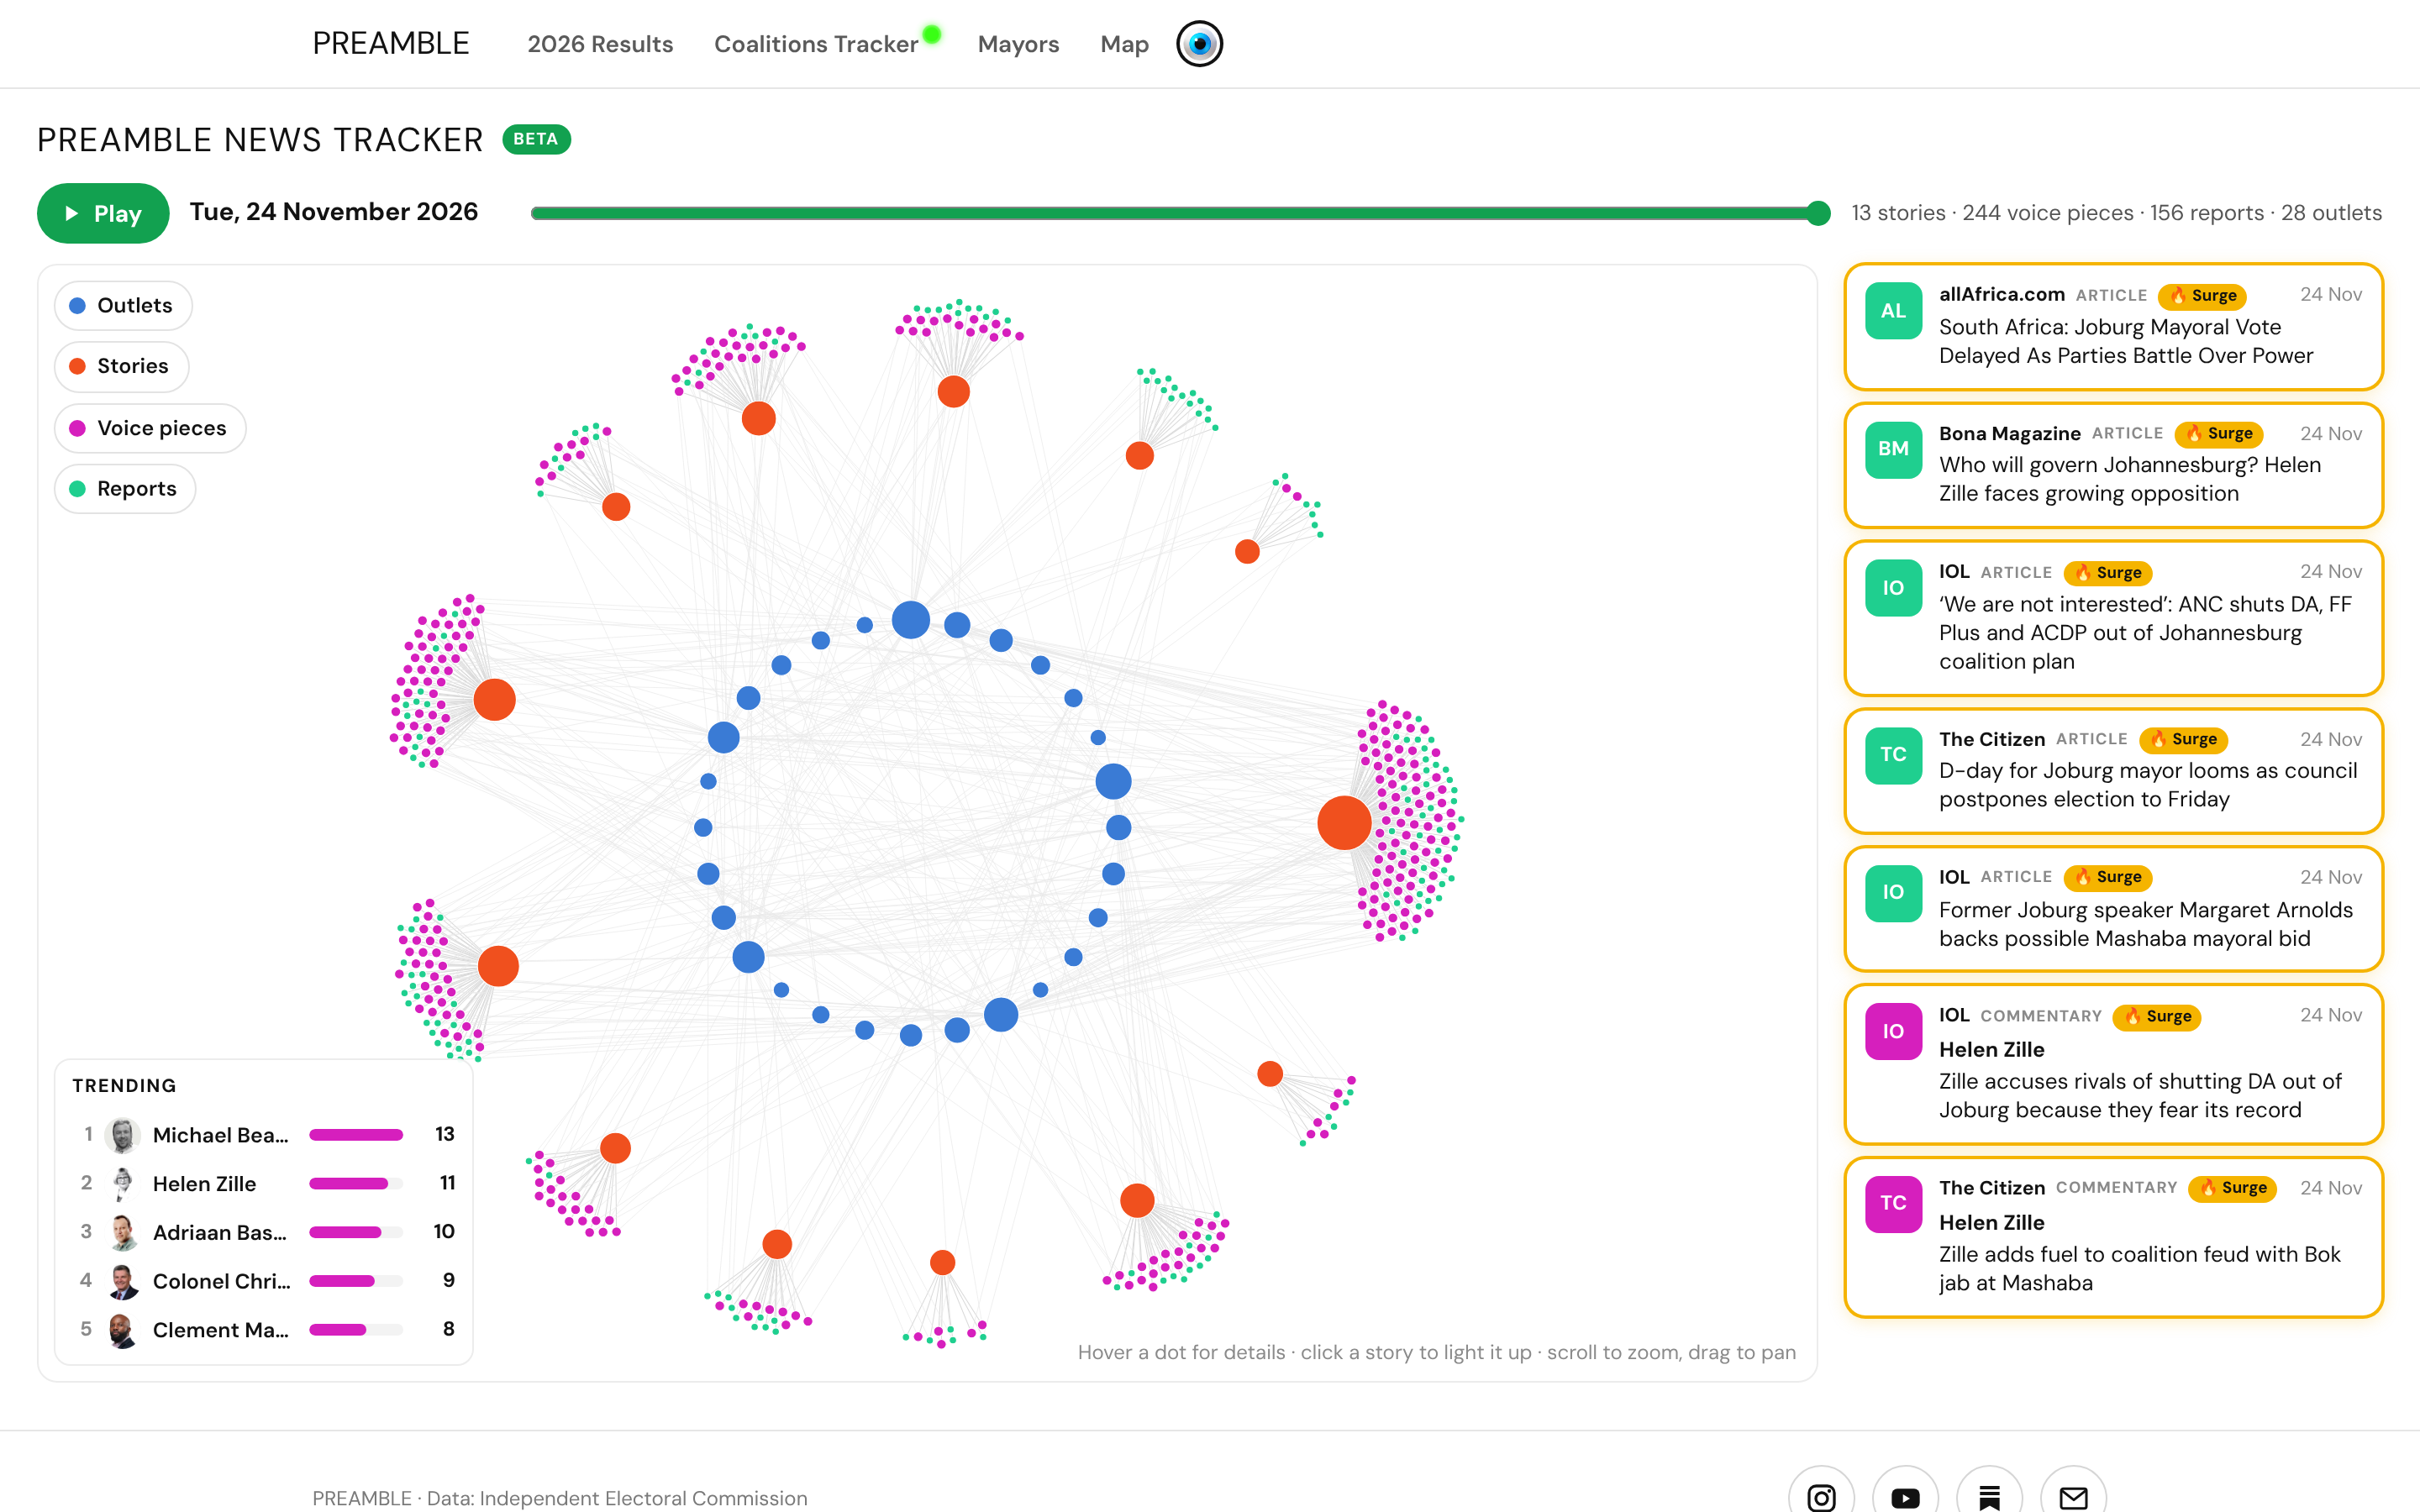 PREAMBLE
2026 Results
Coalitions Tracker
Mayors
Map
PREAMBLE NEWS TRACKER
BETA
Play
Tue, 24 November 2026
13 stories · 244 voice pieces · 156 reports · 28 outlets
Outlets
Stories
Voice pieces
Reports
TRENDING
1 Michael Bea... 13
2 Helen Zille 11
3 Adriaan Bas... 10
4 Colonel Chri... 9
5 Clement Ma... 8
Hover a dot for details · click a story to light it up · scroll to zoom, drag to pan
AL
allAfrica.com ARTICLE 🔥 Surge 24 Nov
South Africa: Joburg Mayoral Vote
Delayed As Parties Battle Over Power
BM
Bona Magazine ARTICLE 🔥 Surge 24 Nov
Who will govern Johannesburg? Helen
Zille faces growing opposition
IO
IOL ARTICLE 🔥 Surge 24 Nov
‘We are not interested’: ANC shuts DA, FF
Plus and ACDP out of Johannesburg
coalition plan
TC
The Citizen ARTICLE 🔥 Surge 24 Nov
D-day for Joburg mayor looms as council
postpones election to Friday
IO
IOL ARTICLE 🔥 Surge 24 Nov
Former Joburg speaker Margaret Arnolds
backs possible Mashaba mayoral bid
IO
IOL COMMENTARY 🔥 Surge 24 Nov
Helen Zille
Zille accuses rivals of shutting DA out of
Joburg because they fear its record
TC
The Citizen COMMENTARY 🔥 Surge 24 Nov
Helen Zille
Zille adds fuel to coalition feud with Bok
jab at Mashaba
PREAMBLE · Data: Independent Electoral Commission